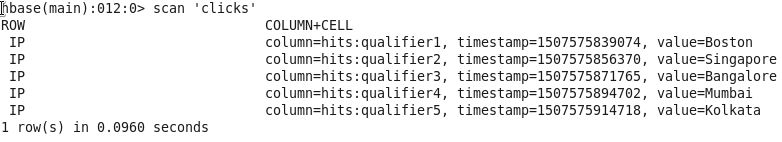 hbase(main):012:0> scan 'clicks'
ROW COLUMN+CELL
IP column=hits:qualifier1, timestamp=1507575839074, value=Boston
IP column=hits:qualifier2, timestamp=1507575856370, value=Singapore
IP column=hits:qualifier3, timestamp=1507575871765, value=Bangalore
IP column=hits:qualifier4, timestamp=1507575894702, value=Mumbai
IP column=hits:qualifier5, timestamp=1507575914718, value=Kolkata
1 row(s) in 0.0960 seconds